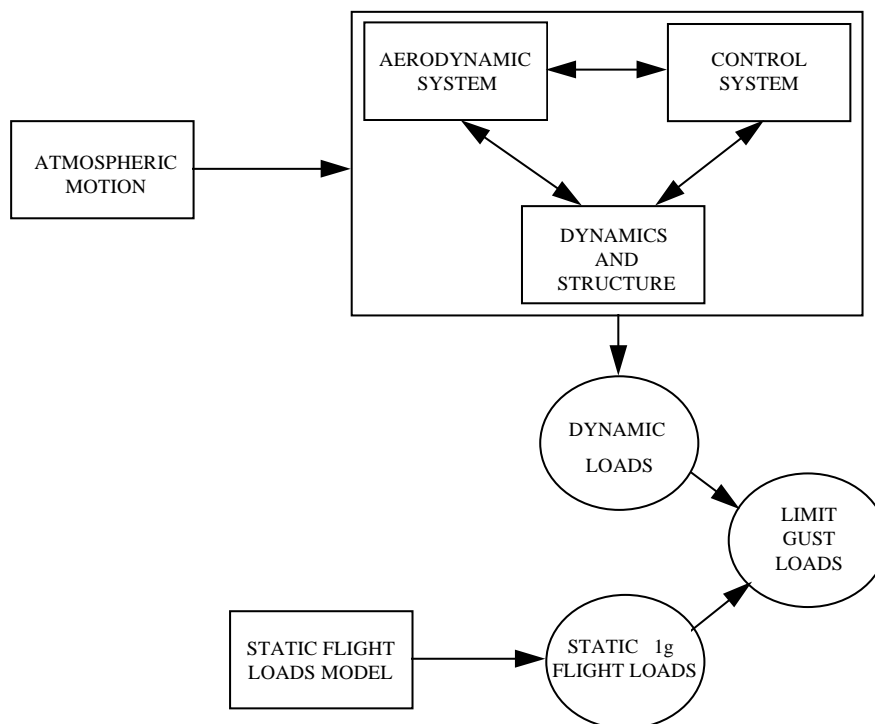 AERODYNAMIC
SYSTEM
CONTROL
SYSTEM
ATMOSPHERIC
MOTION
DYNAMICS
AND
STRUCTURE
DYNAMIC
LOADS
LIMIT
GUST
LOADS
STATIC FLIGHT
LOADS MODEL
STATIC 1g
FLIGHT LOADS